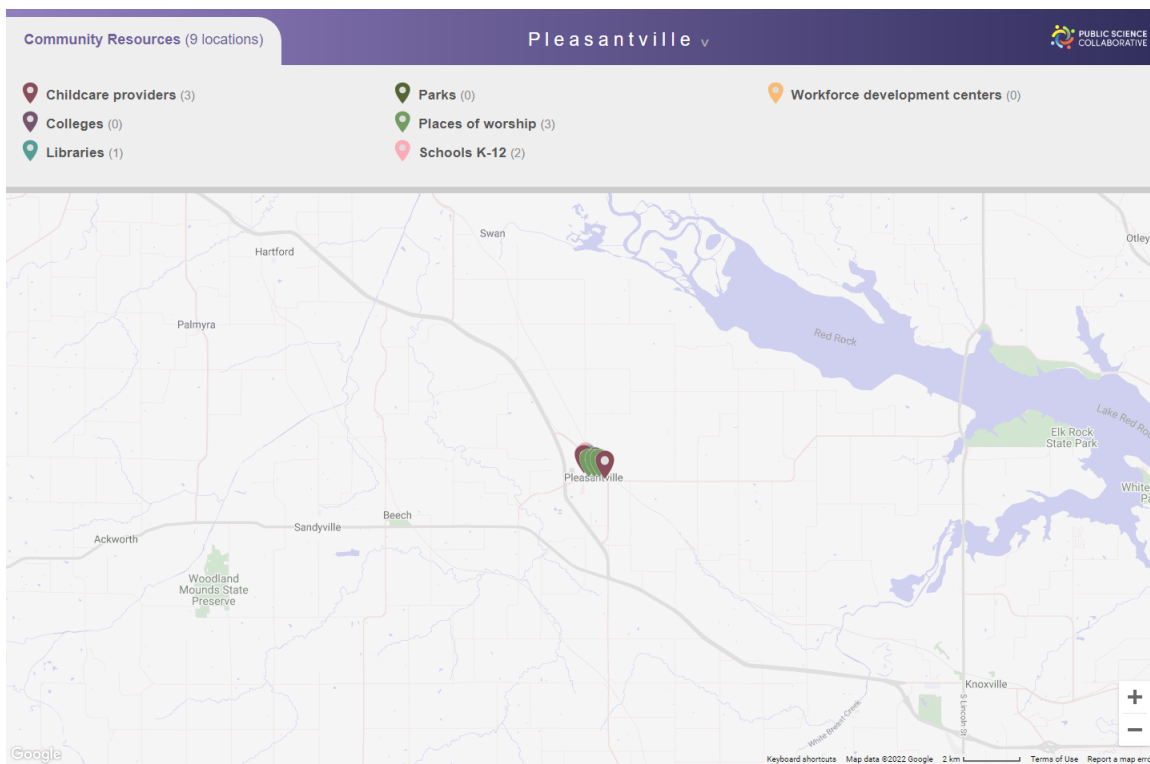 Community Resources (9 locations)
Pleasantville v
PUBLIC SCIENCE
COLLABORATIVE
Childcare providers (3)
Parks (0)
Workforce development centers (0)
Colleges (0)
Places of worship (3)
Libraries (1)
Schools K-12 (2)
Swan
Otley
Hartford
Palmyra
Red Rock
Lake Red Roc
Elk Rock
State Park
Pleasantville
White
Pa
Beech
Sandyville
Ackworth
Woodland
Mounds State
Preserve
Knoxville
S Lincoln St
White Breast Creek
+
−
Google
Keyboard shortcuts Map data ©2022 Google 2 km Terms of Use Report a map erro